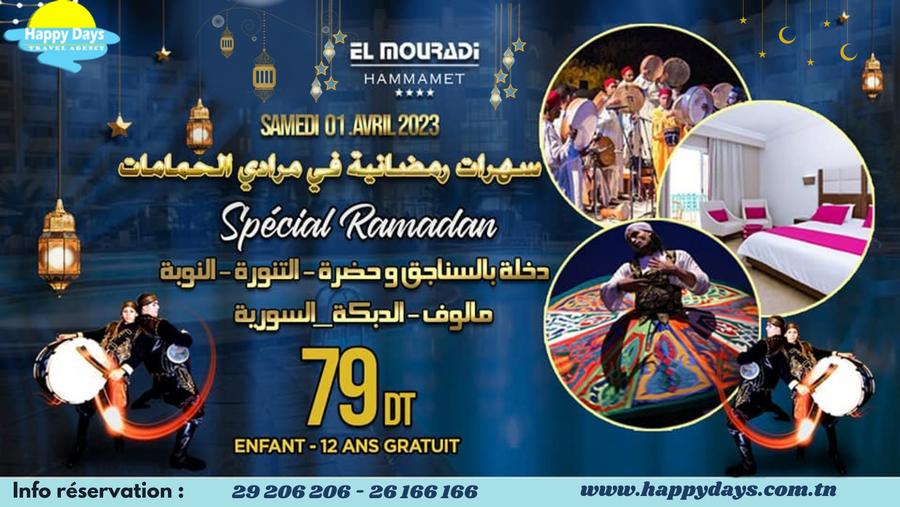 Happy Days
TRAVEL AGENCY
EL MOURADI
HAMMAMET
★★★★
SAMEDI 01 .AVRIL 2023
سهرات رمضانية في مرادي الحمامات
Spécial Ramadan
دخلة بالسناجق و حضرة - التنورة - النوبة
مالوف - الدبكة_السورية
79 DT
ENFANT - 12 ANS GRATUIT
Info réservation : 29 206 206 - 26 166 166 www.happydays.com.tn